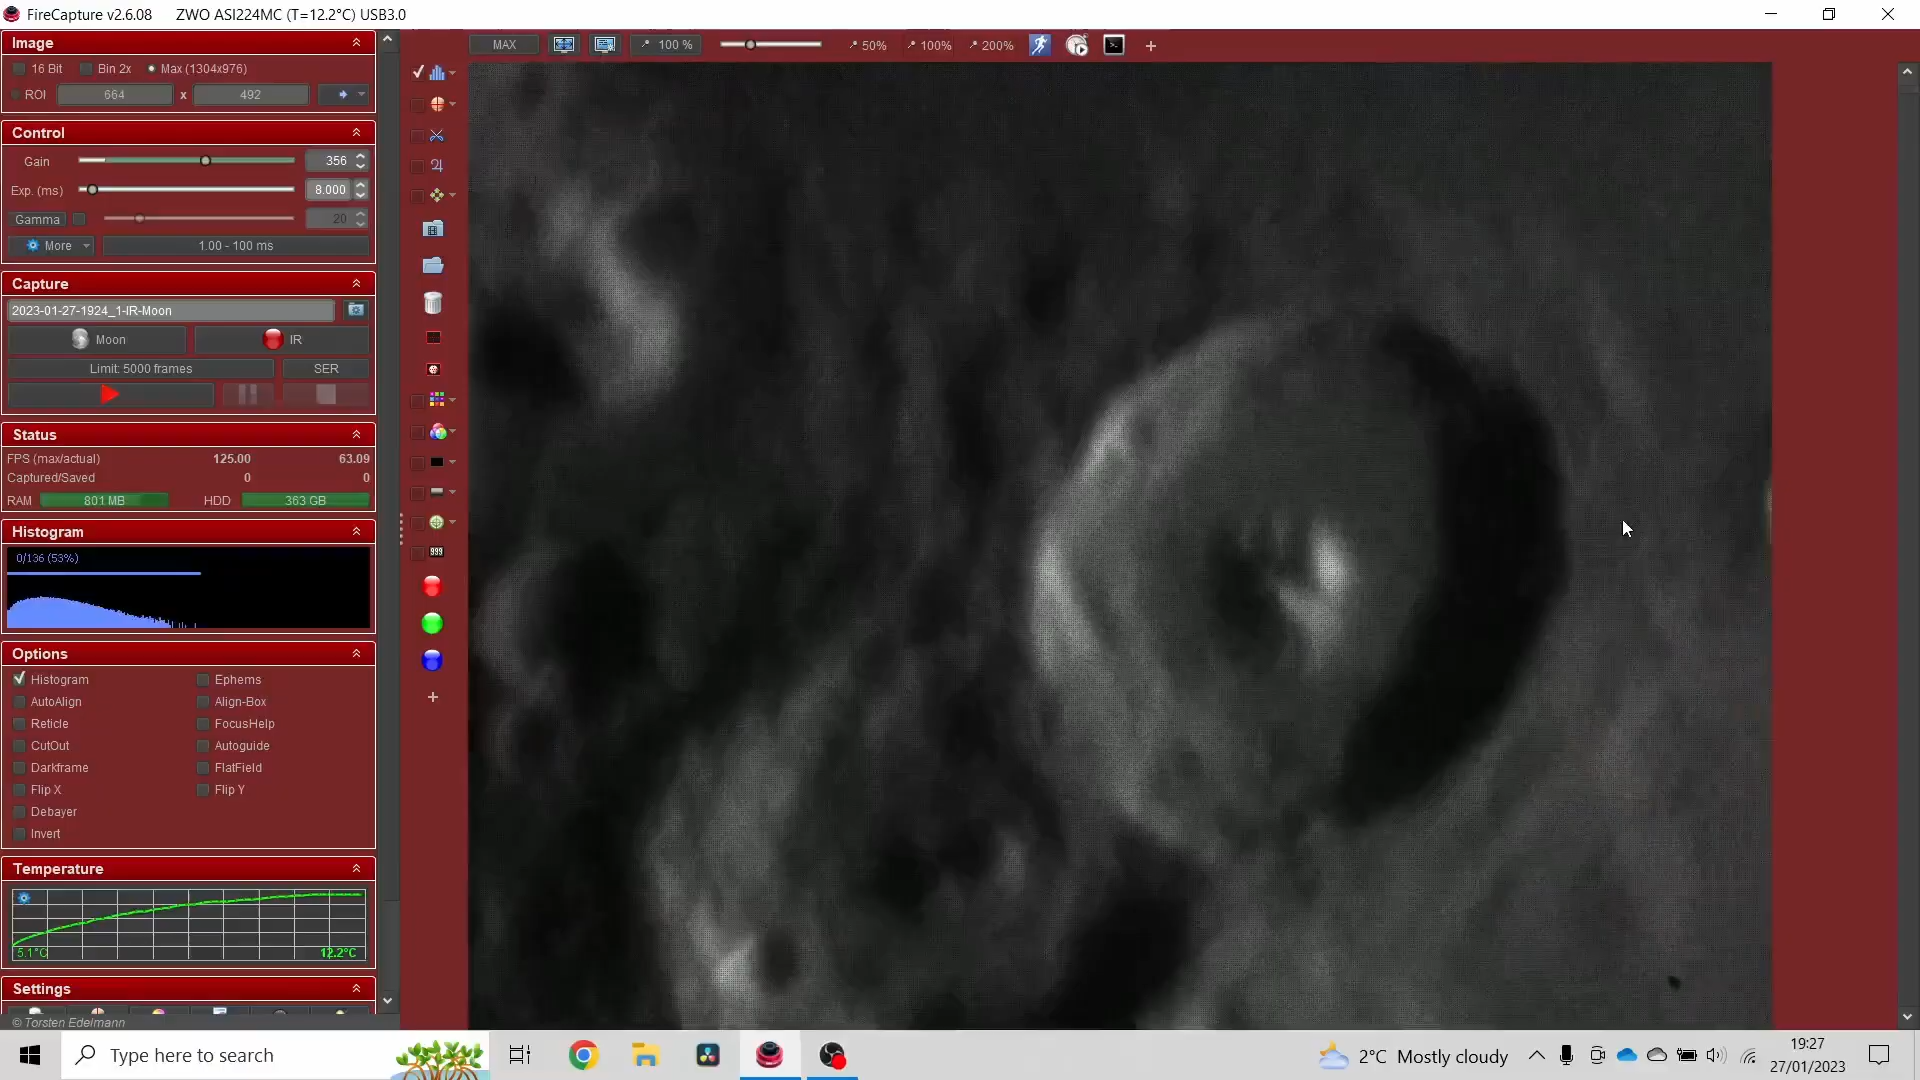 FireCapture v2.6.08 ZWO ASI224MC (T=12.2°C) USB3.0
Image
16 Bit Bin 2x Max (1304x976)
ROI 664 x 492
Control
Gain 356
Exp. (ms) 8.000
Gamma 20
More 1.00 - 100 ms
Capture
2023-01-27-1924_1-IR-Moon
Moon IR
Limit: 5000 frames SER
Status
FPS (max/actual) 125.00 63.09
Captured/Saved 0 0
RAM 801 MB HDD 363 GB
Histogram
0/136 (53%)
Options
Histogram Ephems
AutoAlign Align-Box
Reticle FocusHelp
CutOut Autoguide
Darkframe FlatField
Flip X Flip Y
Debayer
Invert
Temperature
5.1°C 12.2°C
Settings
© Torsten Edelmann
MAX 100 % 50% 100% 200%
999
Type here to search
2°C Mostly cloudy
19:27
27/01/2023